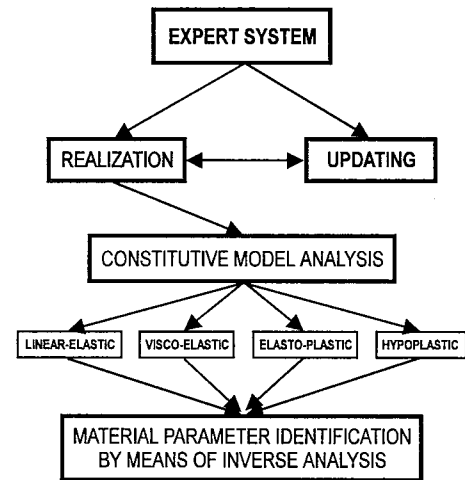 EXPERT SYSTEM
REALIZATION
UPDATING
CONSTITUTIVE MODEL ANALYSIS
LINEAR-ELASTIC
VISCO-ELASTIC
ELASTO-PLASTIC
HYPOPLASTIC
MATERIAL PARAMETER IDENTIFICATION
BY MEANS OF INVERSE ANALYSIS